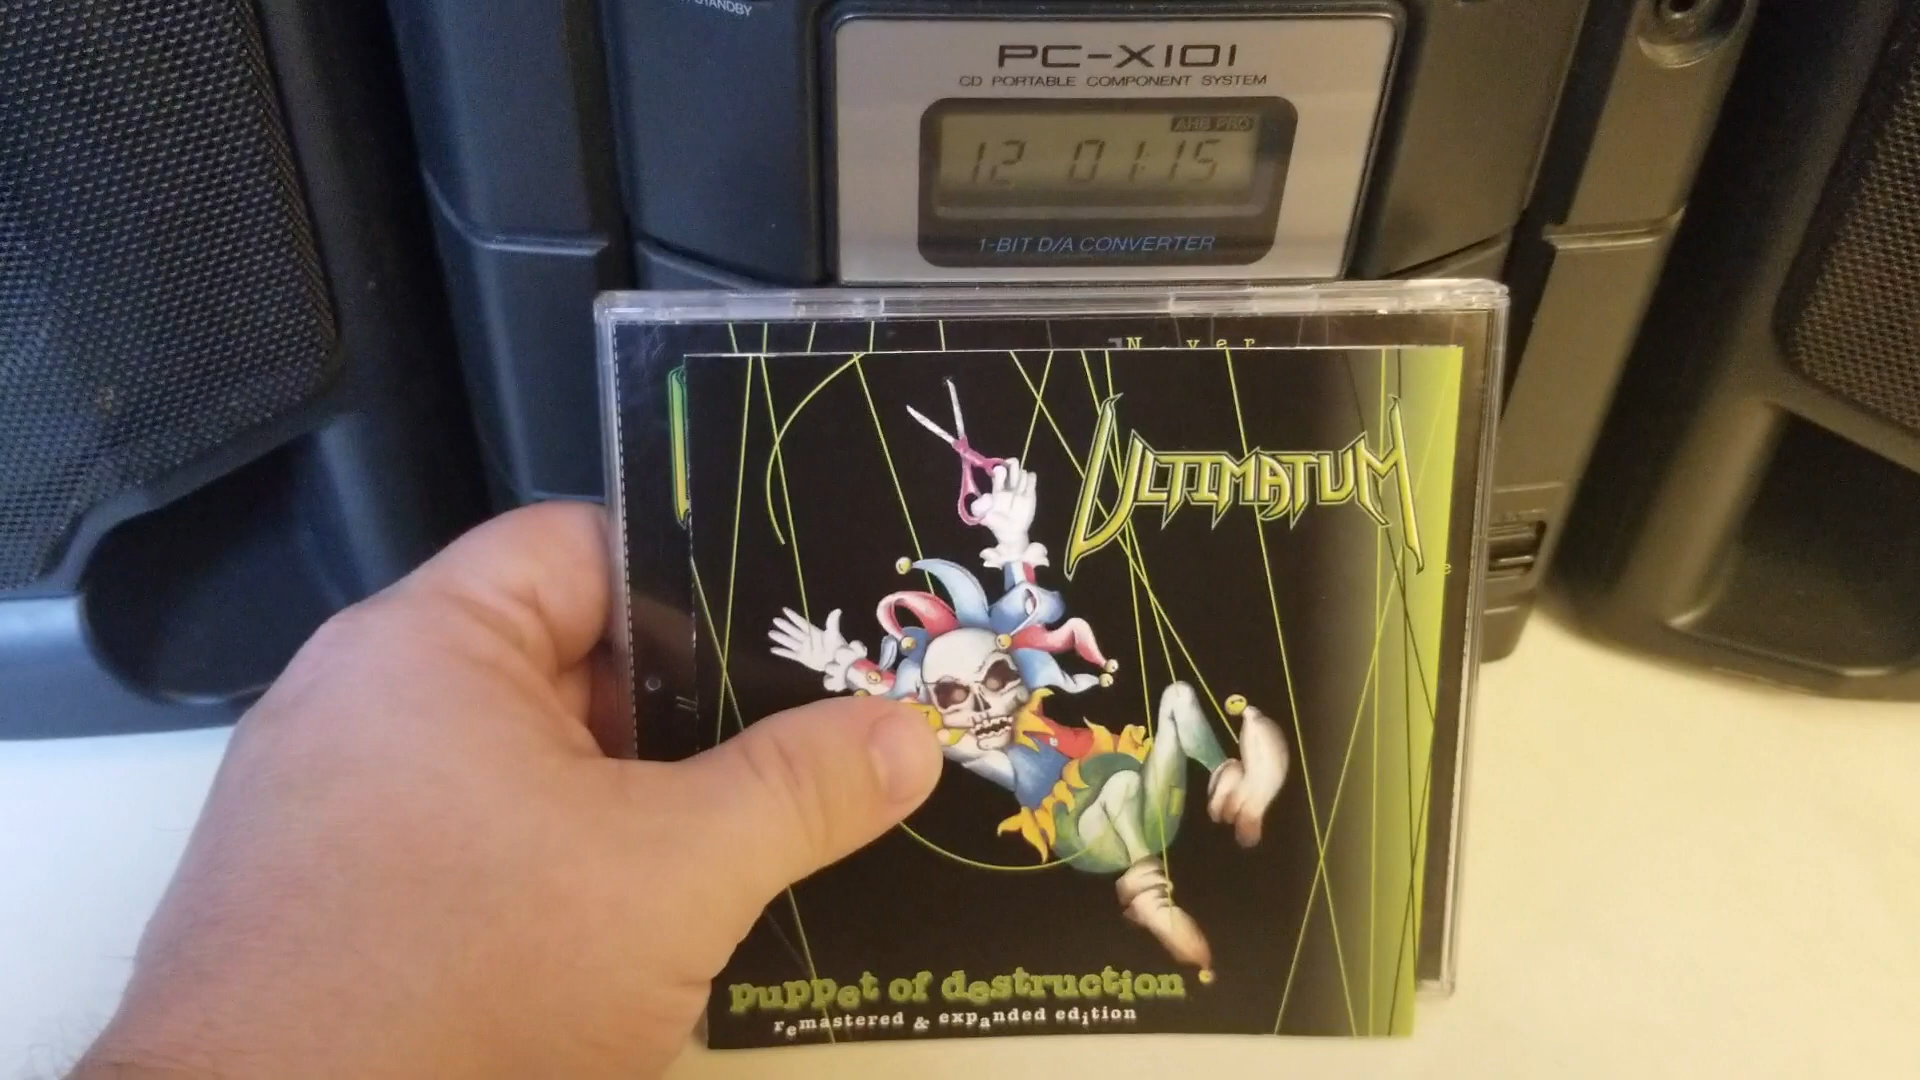 STANDBY
PC-X101
CD PORTABLE COMPONENT SYSTEM
AHB PRO
12 01:15
1-BIT D/A CONVERTER
ULTIMATUM
puppet of destruction
remastered & expanded edition